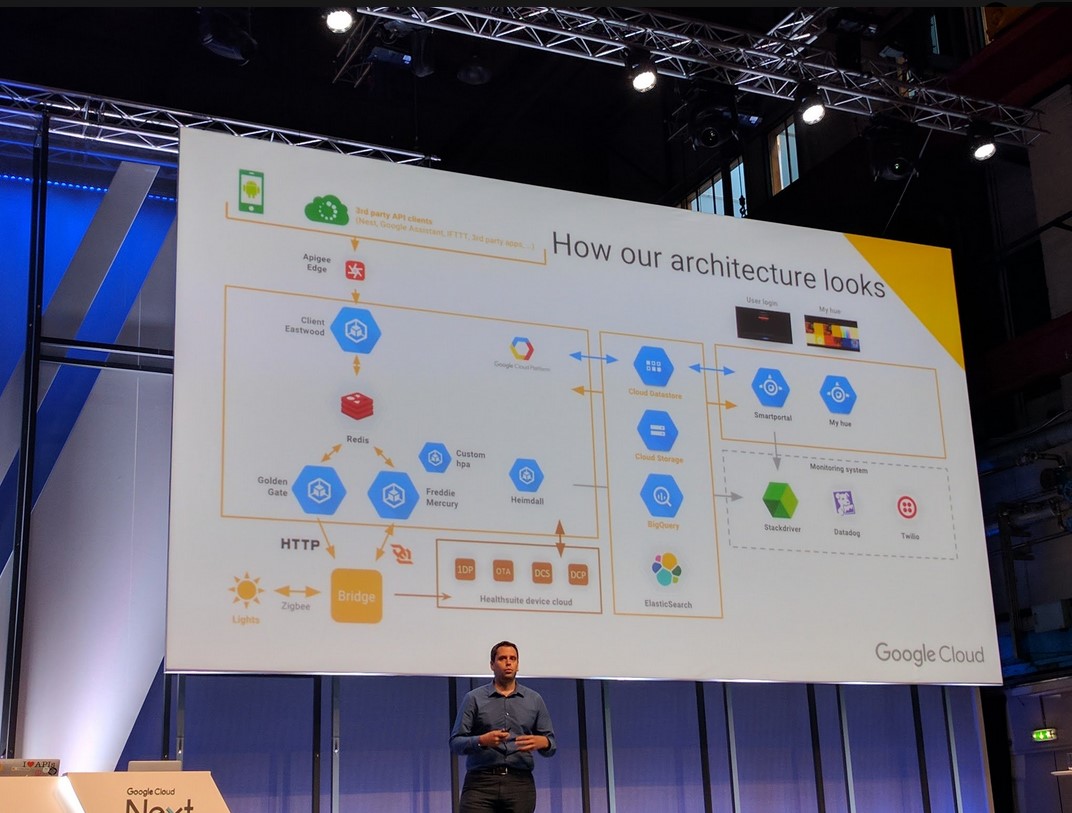 3rd party API clients
(Nest, Google Assistant, IFTTT, 3rd party apps, ...)
How our architecture looks
Apigee
Edge
User login
My hue
Client
Eastwood
Google Cloud Platform
Cloud Datastore
Smartportal
My hue
Redis
Custom
hpa
Cloud Storage
Golden
Gate
Freddie
Mercury
Heimdall
Monitoring system
BigQuery
Stackdriver
Datadog
Twilio
HTTP
1DP
OTA
DCS
DCP
Healthsuite device cloud
ElasticSearch
Lights
Zigbee
Bridge
Google Cloud
I ♥ APIs
Google Cloud
Next